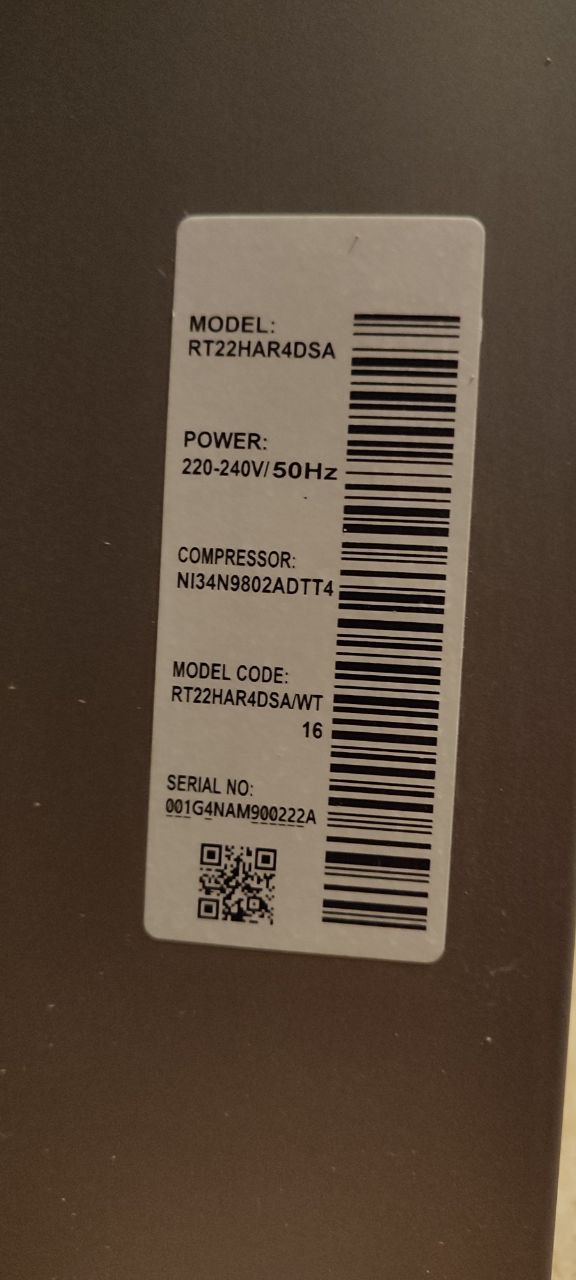 MODEL:
RT22HAR4DSA
POWER:
220-240V/50Hz
COMPRESSOR:
NI34N9802ADTT4
MODEL CODE:
RT22HAR4DSA/WT
16
SERIAL NO:
001G4NAM900222A